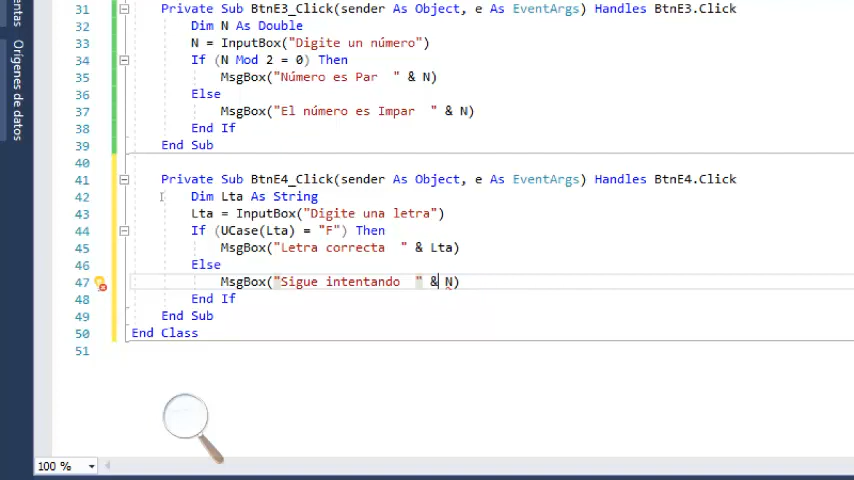 entas
Orígenes de datos
31 Private Sub BtnE3_Click(sender As Object, e As EventArgs) Handles BtnE3.Click
32 Dim N As Double
33 N = InputBox("Digite un número")
34 If (N Mod 2 = 0) Then
35 MsgBox("Número es Par  " & N)
36 Else
37 MsgBox("El número es Impar  " & N)
38 End If
39 End Sub
40
41 Private Sub BtnE4_Click(sender As Object, e As EventArgs) Handles BtnE4.Click
42 Dim Lta As String
43 Lta = InputBox("Digite una letra")
44 If (UCase(Lta) = "F") Then
45 MsgBox("Letra correcta  " & Lta)
46 Else
47 MsgBox("Sigue intentando  " & N)
48 End If
49 End Sub
50 End Class
51
100 %